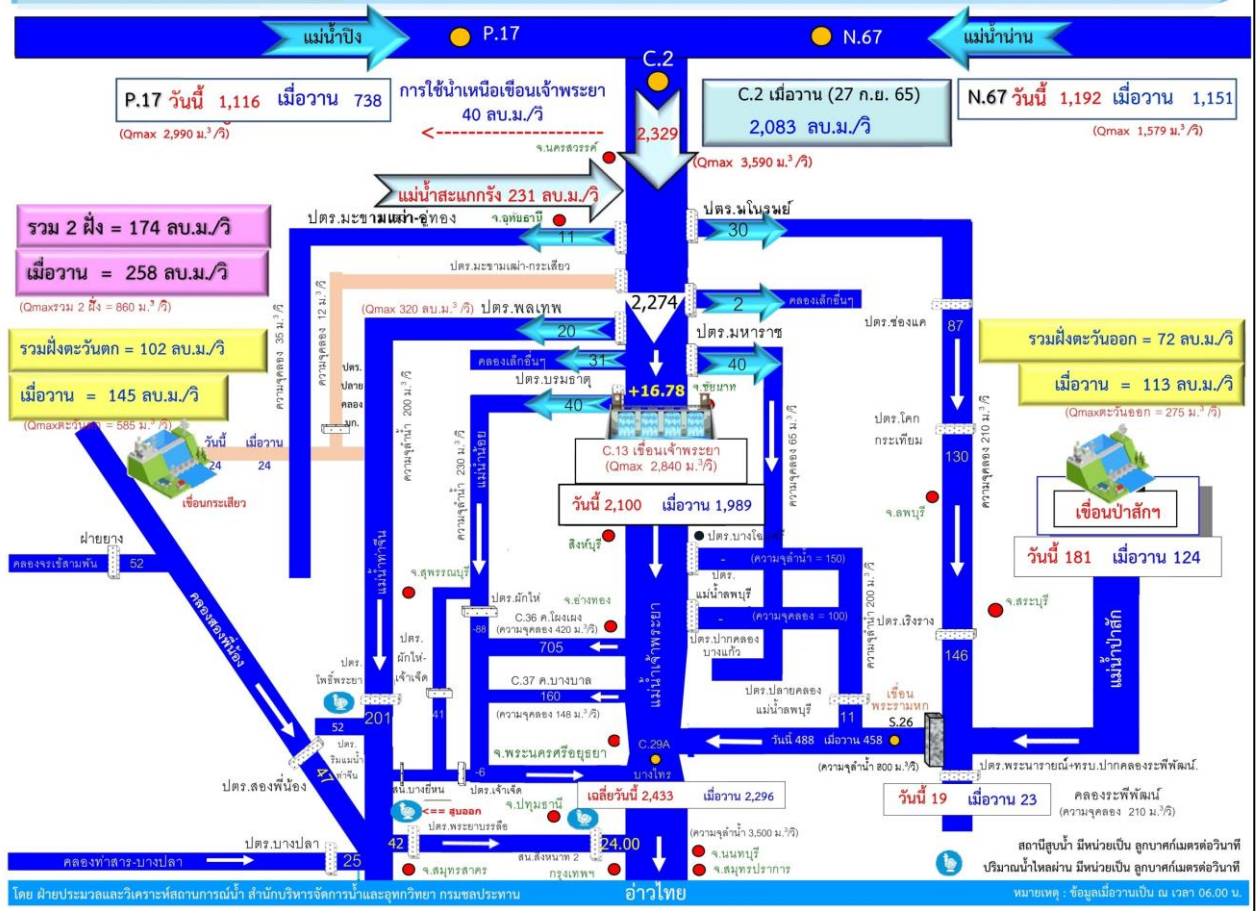 แม่น้ำปิง
P.17
N.67
แม่น้ำน่าน
C.2
P.17 วันนี้ 1,116 เมื่อวาน 738
(Qmax 2,990 ม.³/วิ)
การใช้น้ำเหนือเขื่อนเจ้าพระยา
40 ลบ.ม./วิ
2,329
C.2 เมื่อวาน (27 ก.ย. 65)
2,083 ลบ.ม./วิ
(Qmax 3,590 ม.³/วิ)
N.67 วันนี้ 1,192 เมื่อวาน 1,151
(Qmax 1,579 ม.³/วิ)
จ.นครสวรรค์
แม่น้ำสะแกกรัง 231 ลบ.ม./วิ
รวม 2 ฝั่ง = 174 ลบ.ม./วิ
เมื่อวาน = 258 ลบ.ม./วิ
(Qmaxรวม 2 ฝั่ง = 860 ม.³/วิ)
ปตร.มะขามเฒ่า-อู่ทอง
จ.อุทัยธานี
11
ปตร.มโนรมย์
30
ปตร.มะขามเฒ่า-กระเสียว
2,274
2
คลองเล็กอื่นๆ
(Qmax 320 ลบ.ม.³/วิ) ปตร.พลเทพ
20
ปตร.มหาราช
40
คลองเล็กอื่นๆ
31
ปตร.บรมธาตุ
40
+16.78
จ.ชัยนาท
ปตร.ช่องแค
87
รวมฝั่งตะวันตก = 102 ลบ.ม./วิ
เมื่อวาน = 145 ลบ.ม./วิ
(Qmaxตะวันตก = 585 ม.³/วิ)
รวมฝั่งตะวันออก = 72 ลบ.ม./วิ
เมื่อวาน = 113 ลบ.ม./วิ
(Qmaxตะวันออก = 275 ม.³/วิ)
ความจุคลอง 35 ม.³/วิ
ความจุคลอง 12 ม.³/วิ
ปตร.
ปลาย
คลอง
มก.
ความจุลำน้ำ 200 ม.³/วิ
ความจุลำน้ำ 230 ม.³/วิ
แม่น้ำน้อย
ความจุคลอง 65 ม.³/วิ
ความจุคลอง 210 ม.³/วิ
วันนี้ เมื่อวาน
24 24
เขื่อนกระเสียว
C.13 เขื่อนเจ้าพระยา
(Qmax 2,840 ม.³/วิ)
วันนี้ 2,100 เมื่อวาน 1,989
ปตร.โคก
กระเทียม
130
จ.ลพบุรี
เขื่อนป่าสักฯ
วันนี้ 181 เมื่อวาน 124
ฝายยาง
คลองจรเข้สามพัน 52
คลองสองพี่น้อง
แม่น้ำท่าจีน
จ.สุพรรณบุรี
สิงห์บุรี
จ.อ่างทอง
ปตร.ผักไห่
-88
C.36 ค.โผงเผง
(ความจุคลอง 420 ม.³/วิ)
705
C.37 ค.บางบาล
160
(ความจุคลอง 148 ม.³/วิ)
แม่น้ำเจ้าพระยา
- (ความจุลำน้ำ = 150)
ปตร.
แม่น้ำลพบุรี
- (ความจุคลอง = 100)
ปตร.ปากคลอง
บางแก้ว
ความจุลำน้ำ 200 ม.³/วิ
ปตร.เริงราง
146
จ.สระบุรี
แม่น้ำป่าสัก
ปตร.
ผักไห่-
เจ้าเจ็ด
41
ปตร.
โพธิ์พระยา
201
52
ปตร.
ริมแม่น้ำ
ท่าจีน
ปตร.สองพี่น้อง
47
ปตร.ปลายคลอง
แม่น้ำลพบุรี
11
เขื่อน
พระรามหก
S.26
วันนี้ 488 เมื่อวาน 458
(ความจุลำน้ำ 800 ม.³/วิ)
จ.พระนครศรีอยุธยา
C.29A
บางไทร
-6
สน.บางยี่หน
ปตร.เจ้าเจ็ด
เฉลี่ยวันนี้ 2,433 เมื่อวาน 2,296
ปตร.พระนารายณ์+ทรบ.ปากคลองระพีพัฒน์.
วันนี้ 19 เมื่อวาน 23
คลองระพีพัฒน์
(ความจุคลอง 210 ม.³/วิ)
<== สูบออก
จ.ปทุมธานี
ปตร.พระยาบรรลือ
42
24.00
สน.สิงหนาท 2
(ความจุลำน้ำ 3,500 ม.³/วิ)
ปตร.บางปลา
คลองท่าสาร-บางปลา
25
จ.สมุทรสาคร
กรุงเทพฯ
จ.นนทบุรี
จ.สมุทรปราการ
สถานีสูบน้ำ มีหน่วยเป็น ลูกบาศก์เมตรต่อวินาที
ปริมาณน้ำไหลผ่าน มีหน่วยเป็น ลูกบาศก์เมตรต่อวินาที
โดย ฝ่ายประมวลและวิเคราะห์สถานการณ์น้ำ สำนักบริหารจัดการน้ำและอุทกวิทยา กรมชลประทาน
อ่าวไทย
หมายเหตุ : ข้อมูลเมื่อวานเป็น ณ เวลา 06.00 น.